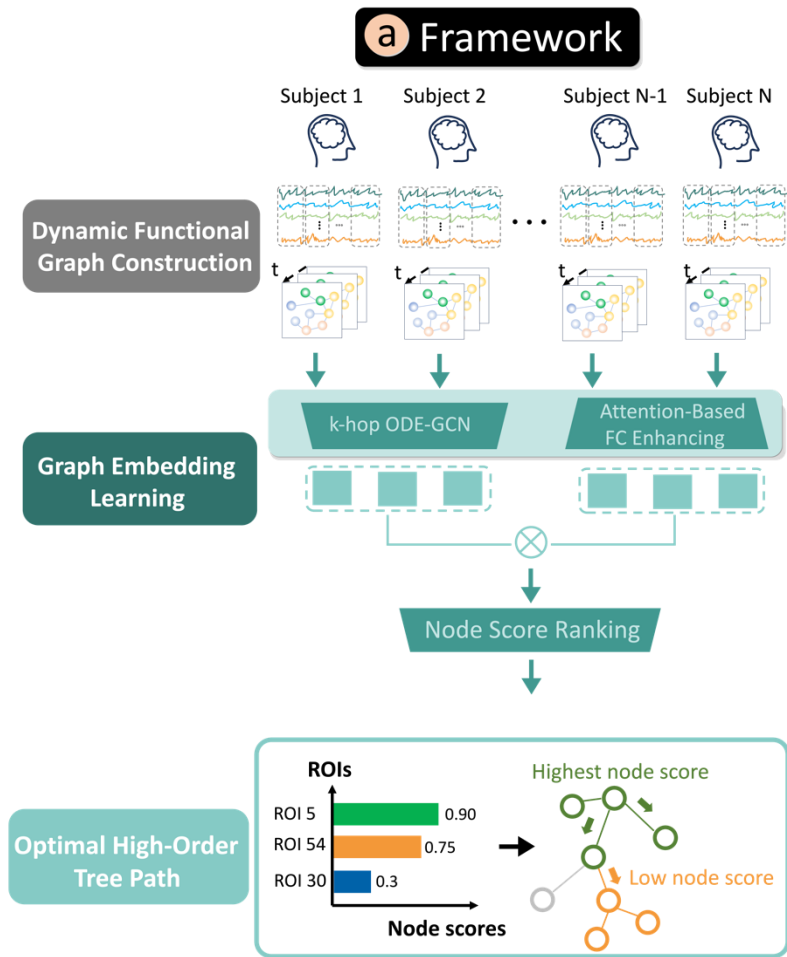 a Framework
Subject 1
Subject 2
Subject N-1
Subject N
Dynamic Functional
Graph Construction
...
t
t
t
t
k-hop ODE-GCN
Attention-Based
FC Enhancing
Graph Embedding
Learning
Node Score Ranking
Optimal High-Order
Tree Path
ROIs
ROI 5
0.90
ROI 54
0.75
ROI 30
0.3
Node scores
Highest node score
Low node score